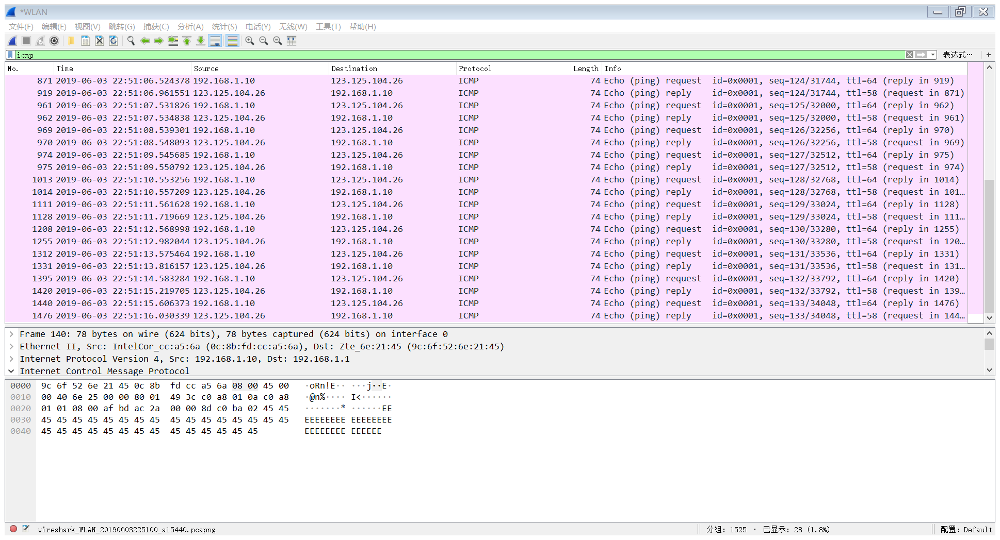 *WLAN
文件(F) 编辑(E) 视图(V) 跳转(G) 捕获(C) 分析(A) 统计(S) 电话(Y) 无线(W) 工具(T) 帮助(H)
icmp 表达式… +
No. Time Source Destination Protocol Length Info
871 2019-06-03 22:51:06.524378 192.168.1.10 123.125.104.26 ICMP 74 Echo (ping) request id=0x0001, seq=124/31744, ttl=64 (reply in 919)
919 2019-06-03 22:51:06.961551 123.125.104.26 192.168.1.10 ICMP 74 Echo (ping) reply id=0x0001, seq=124/31744, ttl=58 (request in 871)
961 2019-06-03 22:51:07.531826 192.168.1.10 123.125.104.26 ICMP 74 Echo (ping) request id=0x0001, seq=125/32000, ttl=64 (reply in 962)
962 2019-06-03 22:51:07.534838 123.125.104.26 192.168.1.10 ICMP 74 Echo (ping) reply id=0x0001, seq=125/32000, ttl=58 (request in 961)
969 2019-06-03 22:51:08.539301 192.168.1.10 123.125.104.26 ICMP 74 Echo (ping) request id=0x0001, seq=126/32256, ttl=64 (reply in 970)
970 2019-06-03 22:51:08.548093 123.125.104.26 192.168.1.10 ICMP 74 Echo (ping) reply id=0x0001, seq=126/32256, ttl=58 (request in 969)
974 2019-06-03 22:51:09.545685 192.168.1.10 123.125.104.26 ICMP 74 Echo (ping) request id=0x0001, seq=127/32512, ttl=64 (reply in 975)
975 2019-06-03 22:51:09.550792 123.125.104.26 192.168.1.10 ICMP 74 Echo (ping) reply id=0x0001, seq=127/32512, ttl=58 (request in 974)
1013 2019-06-03 22:51:10.553256 192.168.1.10 123.125.104.26 ICMP 74 Echo (ping) request id=0x0001, seq=128/32768, ttl=64 (reply in 1014)
1014 2019-06-03 22:51:10.557209 123.125.104.26 192.168.1.10 ICMP 74 Echo (ping) reply id=0x0001, seq=128/32768, ttl=58 (request in 101…
1111 2019-06-03 22:51:11.561628 192.168.1.10 123.125.104.26 ICMP 74 Echo (ping) request id=0x0001, seq=129/33024, ttl=64 (reply in 1128)
1128 2019-06-03 22:51:11.719669 123.125.104.26 192.168.1.10 ICMP 74 Echo (ping) reply id=0x0001, seq=129/33024, ttl=58 (request in 111…
1208 2019-06-03 22:51:12.568998 192.168.1.10 123.125.104.26 ICMP 74 Echo (ping) request id=0x0001, seq=130/33280, ttl=64 (reply in 1255)
1255 2019-06-03 22:51:12.982044 123.125.104.26 192.168.1.10 ICMP 74 Echo (ping) reply id=0x0001, seq=130/33280, ttl=58 (request in 120…
1312 2019-06-03 22:51:13.575464 192.168.1.10 123.125.104.26 ICMP 74 Echo (ping) request id=0x0001, seq=131/33536, ttl=64 (reply in 1331)
1331 2019-06-03 22:51:13.816157 123.125.104.26 192.168.1.10 ICMP 74 Echo (ping) reply id=0x0001, seq=131/33536, ttl=58 (request in 131…
1395 2019-06-03 22:51:14.583284 192.168.1.10 123.125.104.26 ICMP 74 Echo (ping) request id=0x0001, seq=132/33792, ttl=64 (reply in 1420)
1420 2019-06-03 22:51:15.219705 123.125.104.26 192.168.1.10 ICMP 74 Echo (ping) reply id=0x0001, seq=132/33792, ttl=58 (request in 139…
1440 2019-06-03 22:51:15.606373 192.168.1.10 123.125.104.26 ICMP 74 Echo (ping) request id=0x0001, seq=133/34048, ttl=64 (reply in 1476)
1476 2019-06-03 22:51:16.030339 123.125.104.26 192.168.1.10 ICMP 74 Echo (ping) reply id=0x0001, seq=133/34048, ttl=58 (request in 144…
Frame 140: 78 bytes on wire (624 bits), 78 bytes captured (624 bits) on interface 0
Ethernet II, Src: IntelCor_cc:a5:6a (0c:8b:fd:cc:a5:6a), Dst: Zte_6e:21:45 (9c:6f:52:6e:21:45)
Internet Protocol Version 4, Src: 192.168.1.10, Dst: 192.168.1.1
Internet Control Message Protocol
0000 9c 6f 52 6e 21 45 0c 8b fd cc a5 6a 08 00 45 00 ·oRn!E·· ···j··E·
0010 00 40 6e 25 00 00 80 01 49 3c c0 a8 01 0a c0 a8 ·@n%···· I<······
0020 01 01 08 00 af bd ac 2a 00 00 8d c0 ba 02 45 45 ·······* ······EE
0030 45 45 45 45 45 45 45 45 45 45 45 45 45 45 45 45 EEEEEEEE EEEEEEEE
0040 45 45 45 45 45 45 45 45 45 45 45 45 45 45 EEEEEEEE EEEEEE
wireshark_WLAN_20190603225100_a15440.pcapng 分组: 1525 · 已显示: 28 (1.8%) 配置: Default